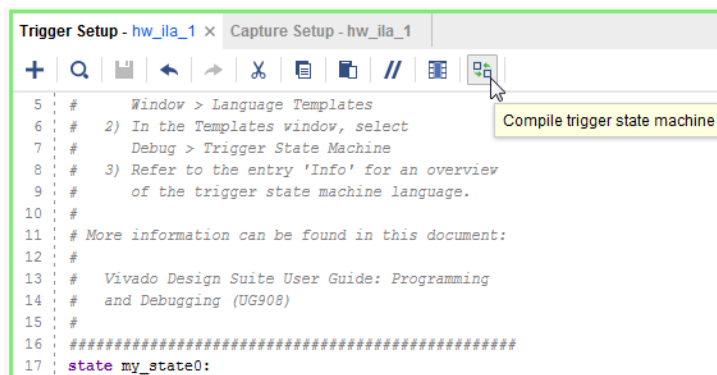 Trigger Setup - hw_ila_1 × Capture Setup - hw_ila_1
Compile trigger state machine
5 # Window > Language Templates
6 # 2) In the Templates window, select
7 # Debug > Trigger State Machine
8 # 3) Refer to the entry 'Info' for an overview
9 # of the trigger state machine language.
10 #
11 # More information can be found in this document:
12 #
13 # Vivado Design Suite User Guide: Programming
14 # and Debugging (UG908)
15 #
16 ##################################################
17 state my_state0: